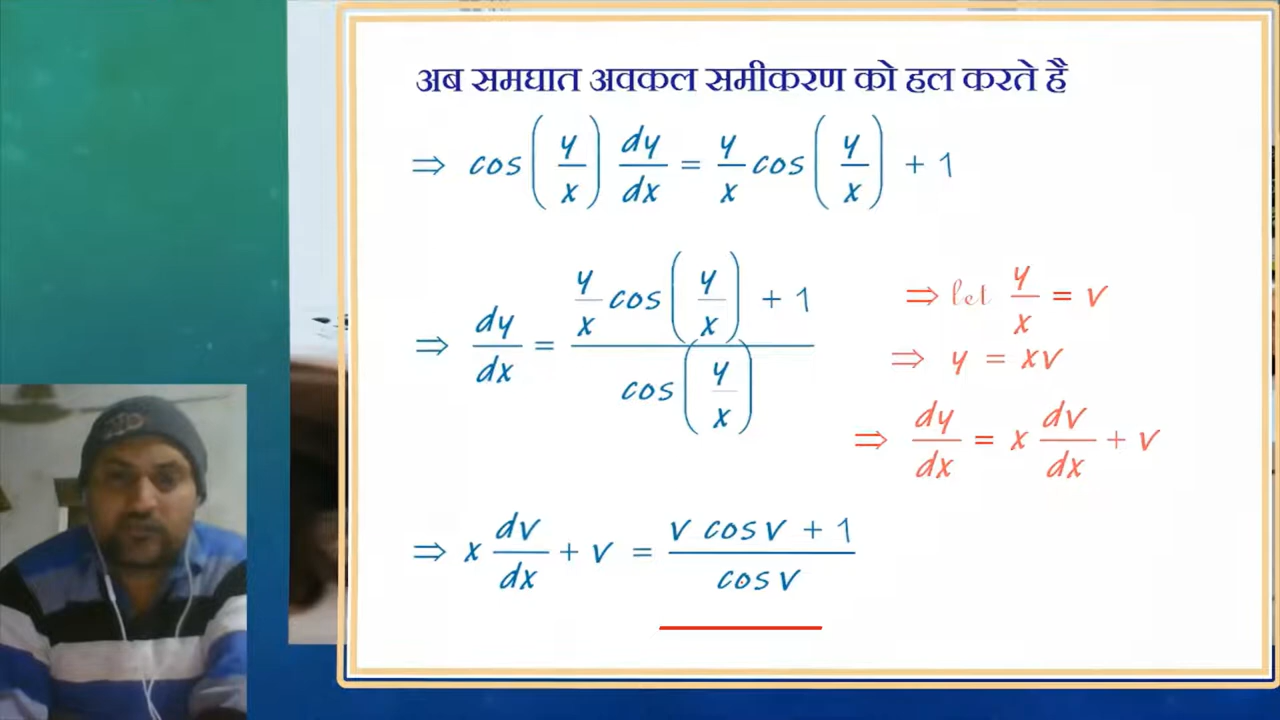 अब समघात अवकल समीकरण को हल करते है
⇒ cos(y/x) dy/dx = y/x cos(y/x) + 1
⇒ dy/dx = (y/x cos(y/x) + 1)/(cos(y/x))
⇒ let y/x = v
⇒ y = xv
⇒ dy/dx = x dv/dx + v
⇒ x dv/dx + v = (v cos v + 1)/(cos v)